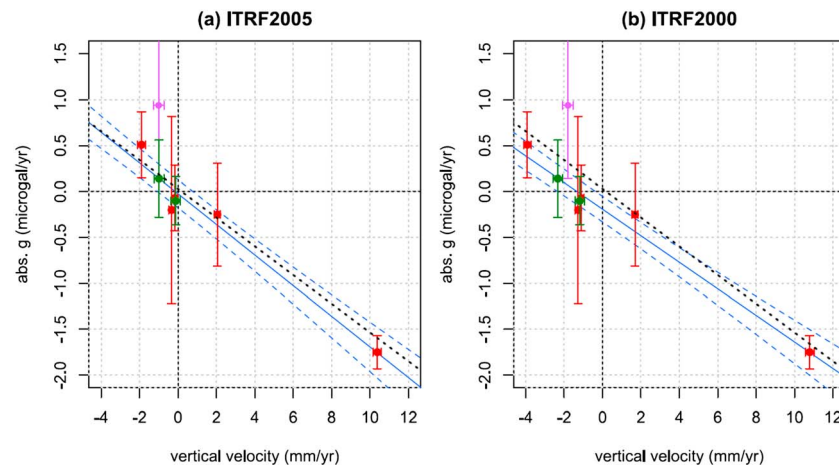 (a) ITRF2005
abs. g (microgal/yr)
1.5
1.0
0.5
0.0
-0.5
-1.0
-1.5
-2.0
-4 -2 0 2 4 6 8 10 12
vertical velocity (mm/yr)
(b) ITRF2000
abs. g (microgal/yr)
1.5
1.0
0.5
0.0
-0.5
-1.0
-1.5
-2.0
-4 -2 0 2 4 6 8 10 12
vertical velocity (mm/yr)